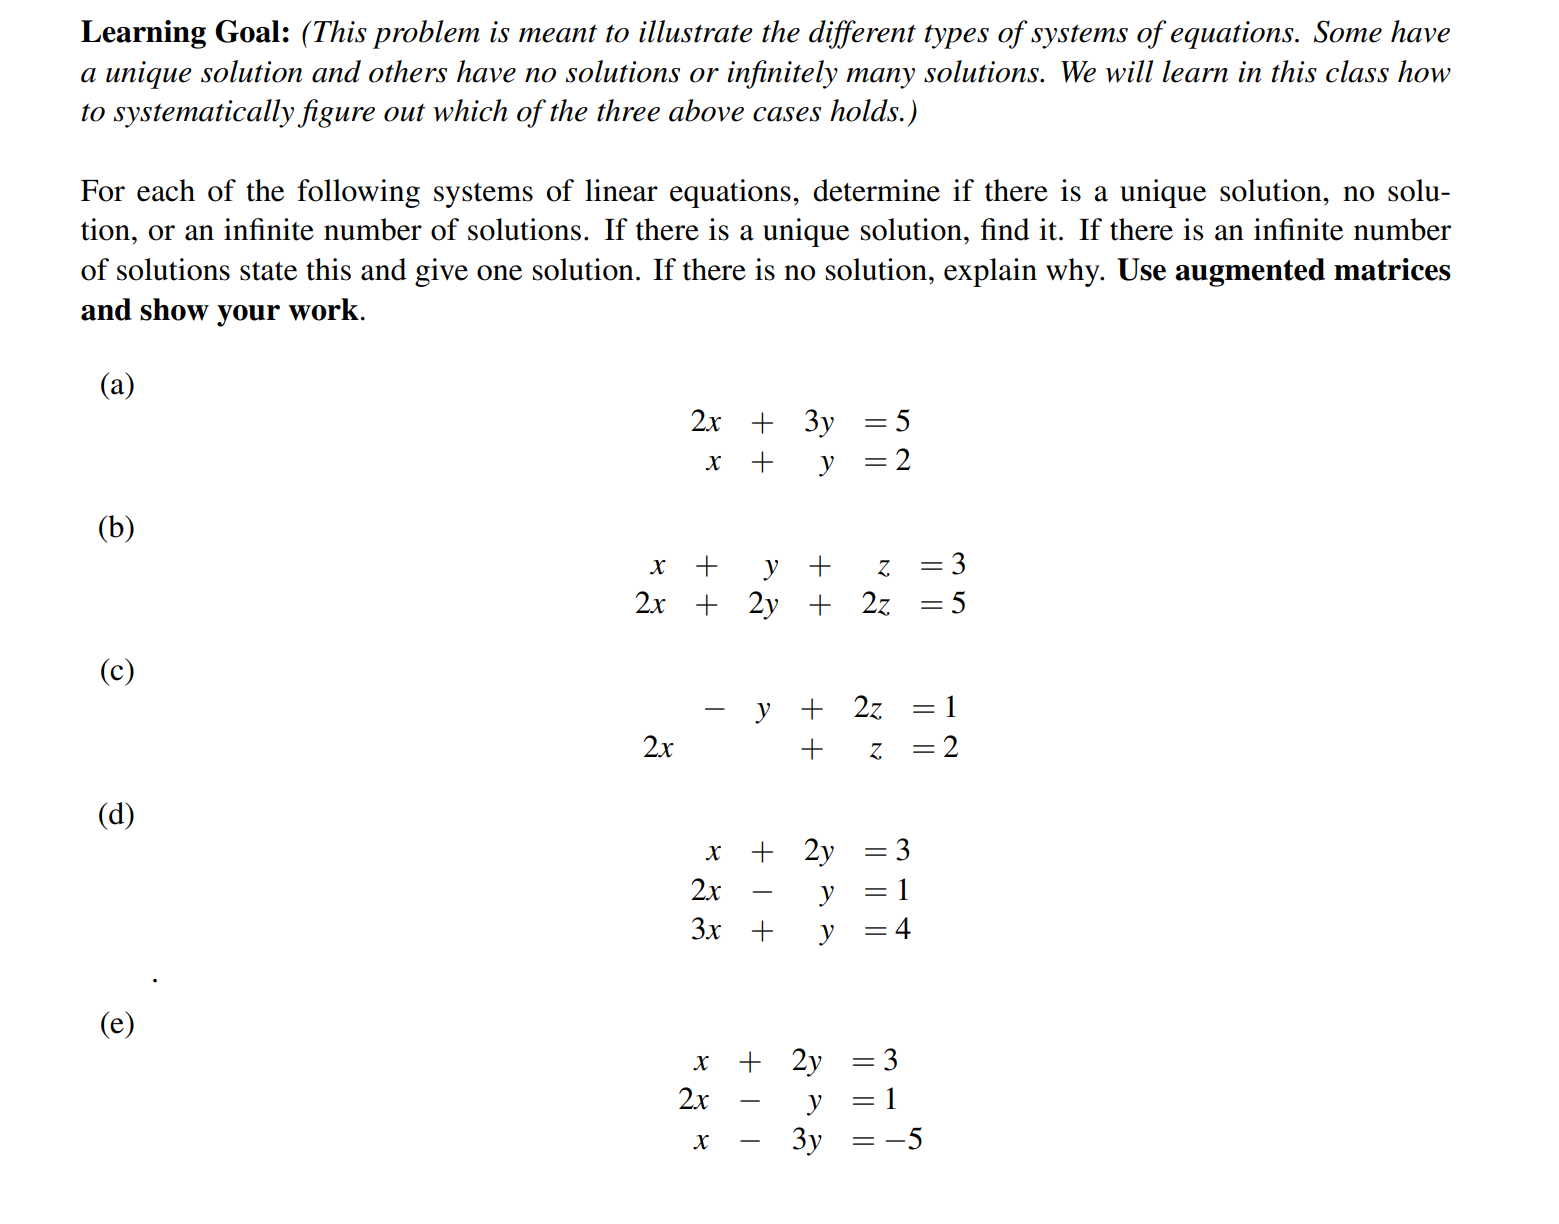 Learning Goal: (This problem is meant to illustrate the different types of systems of equations. Some have
a unique solution and others have no solutions or infinitely many solutions. We will learn in this class how
to systematically figure out which of the three above cases holds.)
For each of the following systems of linear equations, determine if there is a unique solution, no solu-
tion, or an infinite number of solutions. If there is a unique solution, find it. If there is an infinite number
of solutions state this and give one solution. If there is no solution, explain why. Use augmented matrices
and show your work.
(a)
2x + 3y = 5
x + y = 2
(b)
x + y + z = 3
2x + 2y + 2z = 5
(c)
− y + 2z = 1
2x + z = 2
(d)
x + 2y = 3
2x − y = 1
3x + y = 4
.
(e)
x + 2y = 3
2x − y = 1
x − 3y = −5